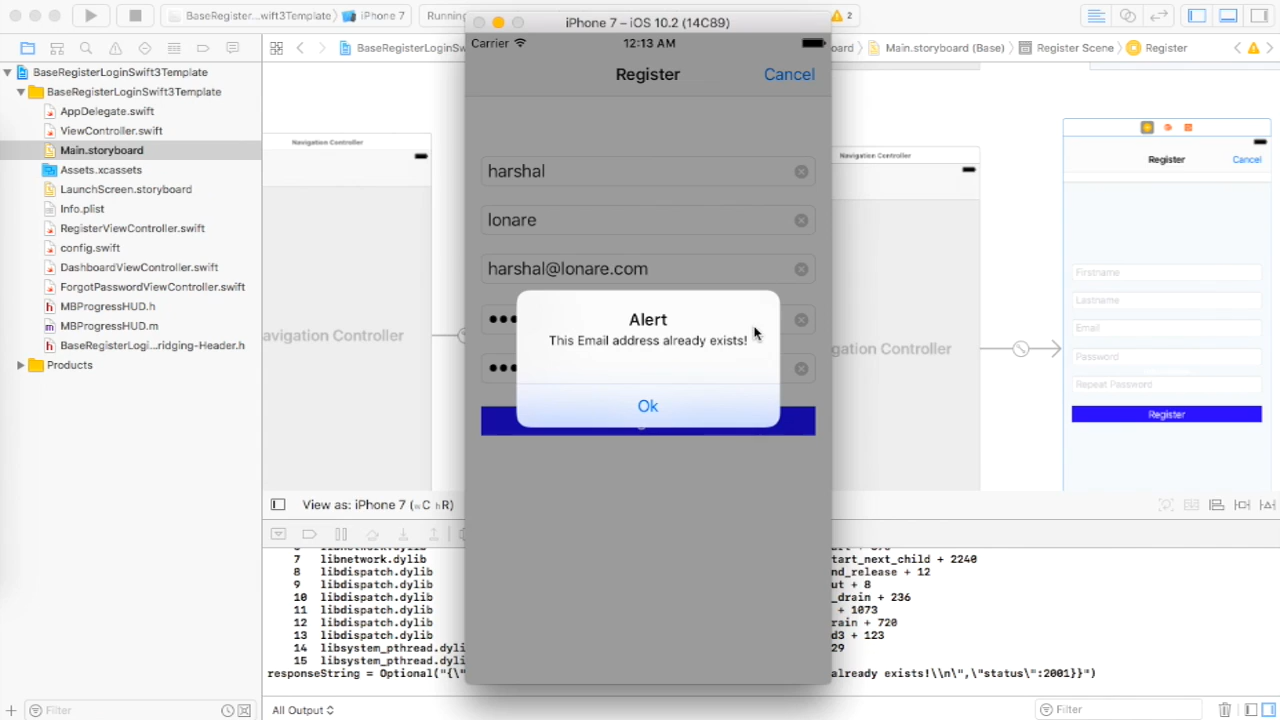 BaseRegister...wift3Template⟩ iPhone 7
Running
iPhone 7 – iOS 10.2 (14C89)
2
BaseRegisterLoginSw
Main.storyboard (Base)
Register Scene
Register
BaseRegisterLoginSwift3Template
BaseRegisterLoginSwift3Template
AppDelegate.swift
ViewController.swift
Main.storyboard
Assets.xcassets
LaunchScreen.storyboard
Info.plist
RegisterViewController.swift
config.swift
DashboardViewController.swift
ForgotPasswordViewController.swift
MBProgressHUD.h
MBProgressHUD.m
BaseRegisterLogi...ridging-Header.h
Products
Filter
Navigation Controller
avigation Controller
Carrier
12:13 AM
Register
Cancel
harshal
lonare
harshal@lonare.com
Alert
This Email address already exists!
Ok
Navigation Controller
gation Controller
Register
Cancel
Firstname
Lastname
Email
Password
Repeat Password
Register
View as: iPhone 7 (wC hR)
7 libnetwork.dylib tart_next_child + 2240
8 libdispatch.dylib nd_release + 12
9 libdispatch.dylib ut + 8
10 libdispatch.dylib _drain + 236
11 libdispatch.dylib + 1073
12 libdispatch.dylib rain + 720
13 libdispatch.dylib d3 + 123
14 libsystem_pthread.dyli 29
15 libsystem_pthread.dyli
responseString = Optional("{\" already exists!\\n\",\"status\":2001}}")
All Output
Filter